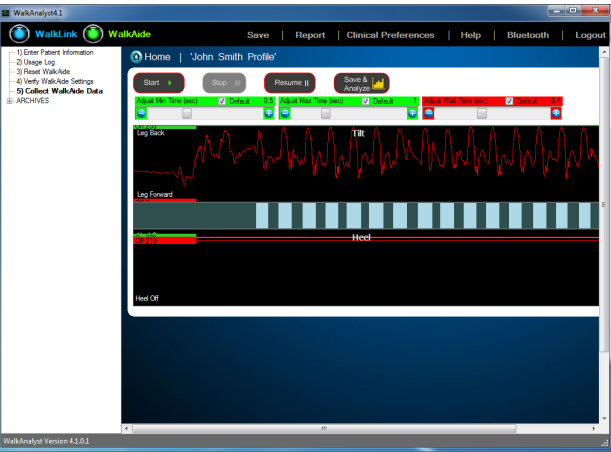 WalkAnalyst4.1
WalkLink WalkAide Save | Report | Clinical Preferences | Help | Bluetooth | Logout
1) Enter Patient Information
2) Usage Log
3) Reset WalkAide
4) Verify WalkAide Settings
5) Collect WalkAide Data
ARCHIVES
Home | 'John Smith Profile'
Start Stop Resume || Save & Analyze
Adjust Min Time (sec) Default 0.5 Adjust Max Time (sec) Default 1 Adjust Wait Time (sec) Default 0.4
Leg Back Tilt
Leg Forward
Heel
Heel Off
WalkAnalyst Version 4.1.0.1